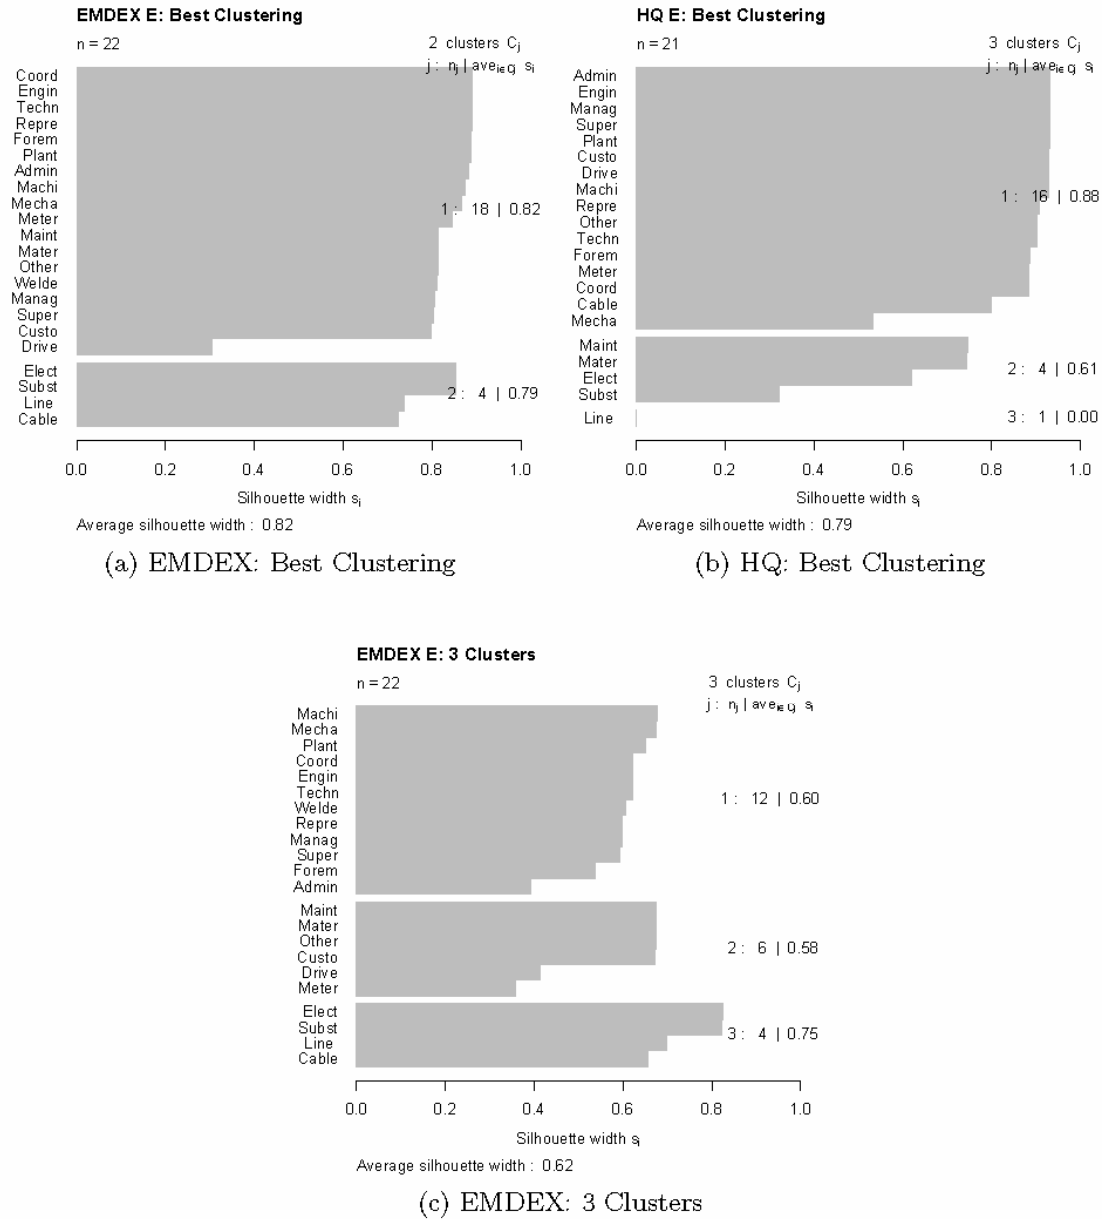 EMDEX E: Best Clustering
n = 22
2 clusters Cj
j : nj | avei∈Cj si
Coord
Engin
Techn
Repre
Forem
Plant
Admin
Machi
Mecha
Meter
Maint
Mater
Other
Welde
Manag
Super
Custo
Drive
1 : 18 | 0.82
Elect
Subst
Line
Cable
2 : 4 | 0.79
0.0 0.2 0.4 0.6 0.8 1.0
Silhouette width si
Average silhouette width : 0.82
(a) EMDEX: Best Clustering
HQ E: Best Clustering
n = 21
3 clusters Cj
j : nj | avei∈Cj si
Admin
Engin
Manag
Super
Plant
Custo
Drive
Machi
Repre
Other
Techn
Forem
Meter
Coord
Cable
Mecha
1 : 16 | 0.88
Maint
Mater
Elect
Subst
2 : 4 | 0.61
Line
3 : 1 | 0.00
0.0 0.2 0.4 0.6 0.8 1.0
Silhouette width si
Average silhouette width : 0.79
(b) HQ: Best Clustering
EMDEX E: 3 Clusters
n = 22
3 clusters Cj
j : nj | avei∈Cj si
Machi
Mecha
Plant
Coord
Engin
Techn
Welde
Repre
Manag
Super
Forem
Admin
1 : 12 | 0.60
Maint
Mater
Other
Custo
Drive
Meter
2 : 6 | 0.58
Elect
Subst
Line
Cable
3 : 4 | 0.75
0.0 0.2 0.4 0.6 0.8 1.0
Silhouette width si
Average silhouette width : 0.62
(c) EMDEX: 3 Clusters